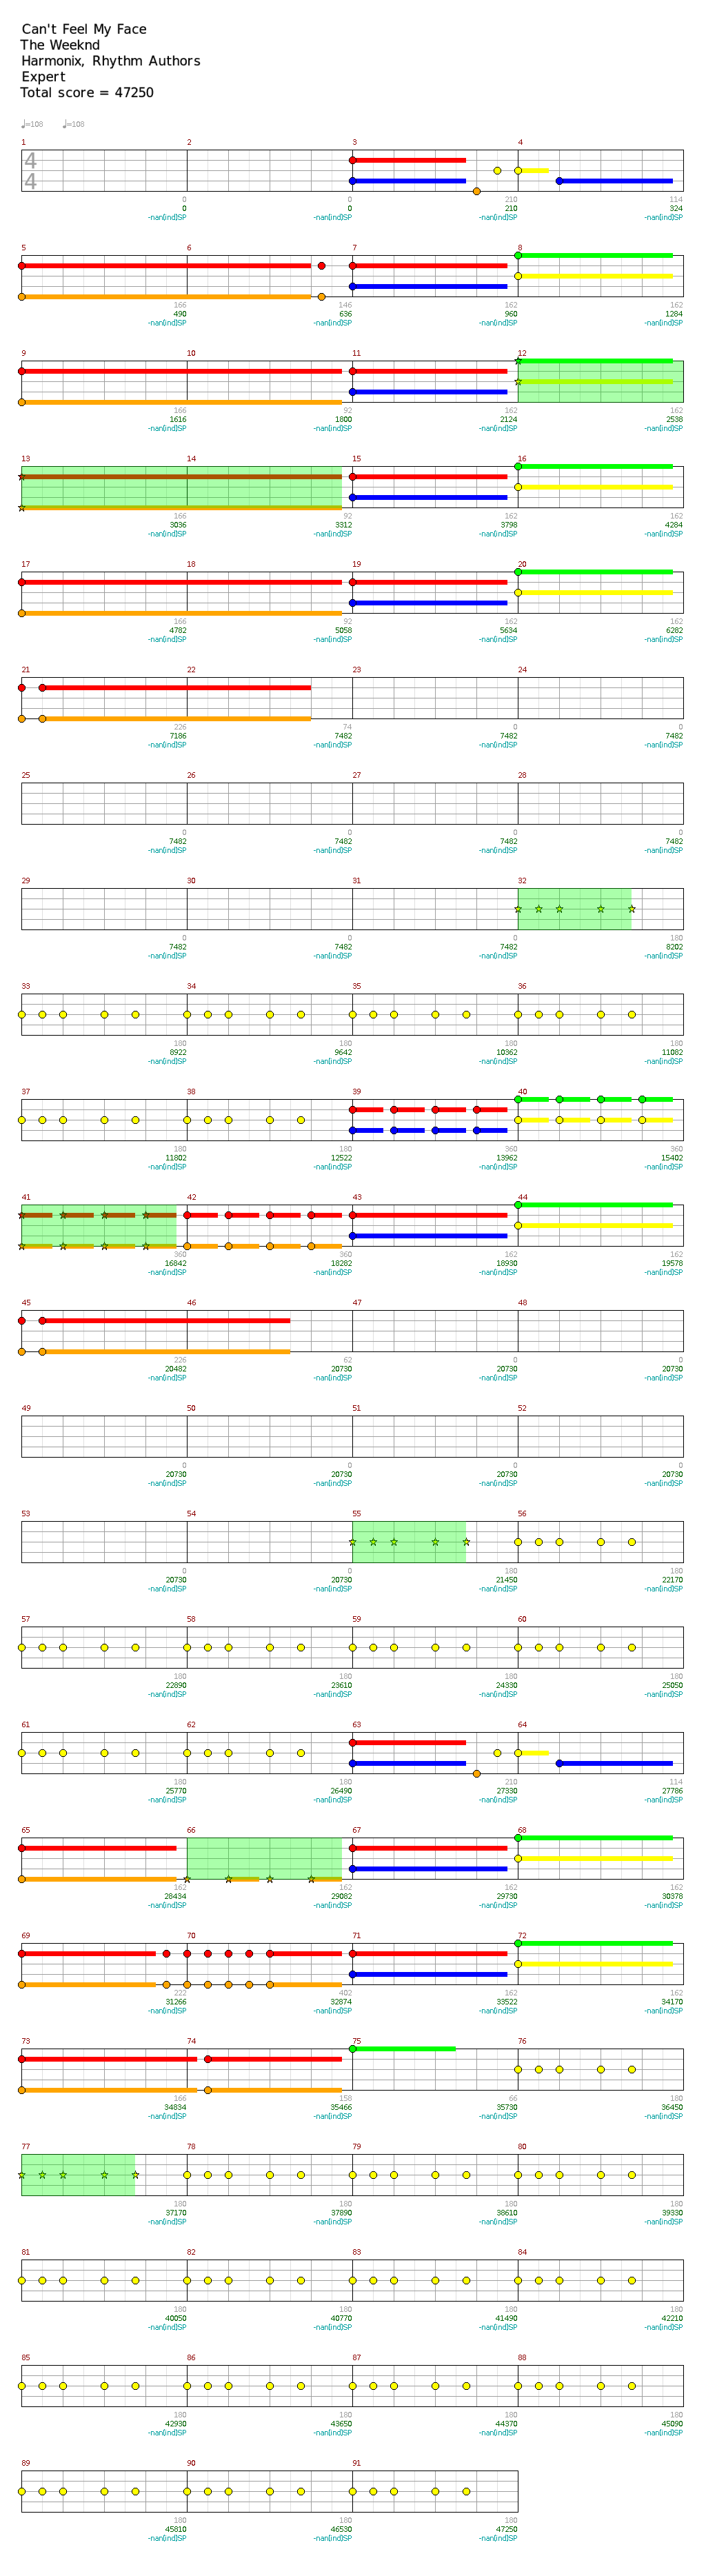 Can't Feel My Face
The Weeknd
Harmonix, Rhythm Authors
Expert
Total score = 47250
♩=108 ♩=108
1 2 3 4
4
4
0 0 210 114
0 0 210 324
-nan(ind)SP -nan(ind)SP -nan(ind)SP -nan(ind)SP
5 6 7 8
166 146 162 162
490 636 960 1284
-nan(ind)SP -nan(ind)SP -nan(ind)SP -nan(ind)SP
9 10 11 12
166 92 162 162
1616 1800 2124 2538
-nan(ind)SP -nan(ind)SP -nan(ind)SP -nan(ind)SP
13 14 15 16
166 92 162 162
3036 3312 3798 4284
-nan(ind)SP -nan(ind)SP -nan(ind)SP -nan(ind)SP
17 18 19 20
166 92 162 162
4782 5058 5634 6282
-nan(ind)SP -nan(ind)SP -nan(ind)SP -nan(ind)SP
21 22 23 24
226 74 0 0
7186 7482 7482 7482
-nan(ind)SP -nan(ind)SP -nan(ind)SP -nan(ind)SP
25 26 27 28
0 0 0 0
7482 7482 7482 7482
-nan(ind)SP -nan(ind)SP -nan(ind)SP -nan(ind)SP
29 30 31 32
0 0 0 180
7482 7482 7482 8202
-nan(ind)SP -nan(ind)SP -nan(ind)SP -nan(ind)SP
33 34 35 36
180 180 180 180
8922 9642 10362 11082
-nan(ind)SP -nan(ind)SP -nan(ind)SP -nan(ind)SP
37 38 39 40
180 180 360 360
11802 12522 13962 15402
-nan(ind)SP -nan(ind)SP -nan(ind)SP -nan(ind)SP
41 42 43 44
360 360 162 162
16842 18282 18930 19578
-nan(ind)SP -nan(ind)SP -nan(ind)SP -nan(ind)SP
45 46 47 48
226 62 0 0
20482 20730 20730 20730
-nan(ind)SP -nan(ind)SP -nan(ind)SP -nan(ind)SP
49 50 51 52
0 0 0 0
20730 20730 20730 20730
-nan(ind)SP -nan(ind)SP -nan(ind)SP -nan(ind)SP
53 54 55 56
0 0 180 180
20730 20730 21450 22170
-nan(ind)SP -nan(ind)SP -nan(ind)SP -nan(ind)SP
57 58 59 60
180 180 180 180
22890 23610 24330 25050
-nan(ind)SP -nan(ind)SP -nan(ind)SP -nan(ind)SP
61 62 63 64
180 180 210 114
25770 26490 27330 27786
-nan(ind)SP -nan(ind)SP -nan(ind)SP -nan(ind)SP
65 66 67 68
162 162 162 162
28434 29082 29730 30378
-nan(ind)SP -nan(ind)SP -nan(ind)SP -nan(ind)SP
69 70 71 72
222 402 162 162
31266 32874 33522 34170
-nan(ind)SP -nan(ind)SP -nan(ind)SP -nan(ind)SP
73 74 75 76
166 158 66 180
34834 35466 35730 36450
-nan(ind)SP -nan(ind)SP -nan(ind)SP -nan(ind)SP
77 78 79 80
180 180 180 180
37170 37890 38610 39330
-nan(ind)SP -nan(ind)SP -nan(ind)SP -nan(ind)SP
81 82 83 84
180 180 180 180
40050 40770 41490 42210
-nan(ind)SP -nan(ind)SP -nan(ind)SP -nan(ind)SP
85 86 87 88
180 180 180 180
42930 43650 44370 45090
-nan(ind)SP -nan(ind)SP -nan(ind)SP -nan(ind)SP
89 90 91
180 180 180
45810 46530 47250
-nan(ind)SP -nan(ind)SP -nan(ind)SP